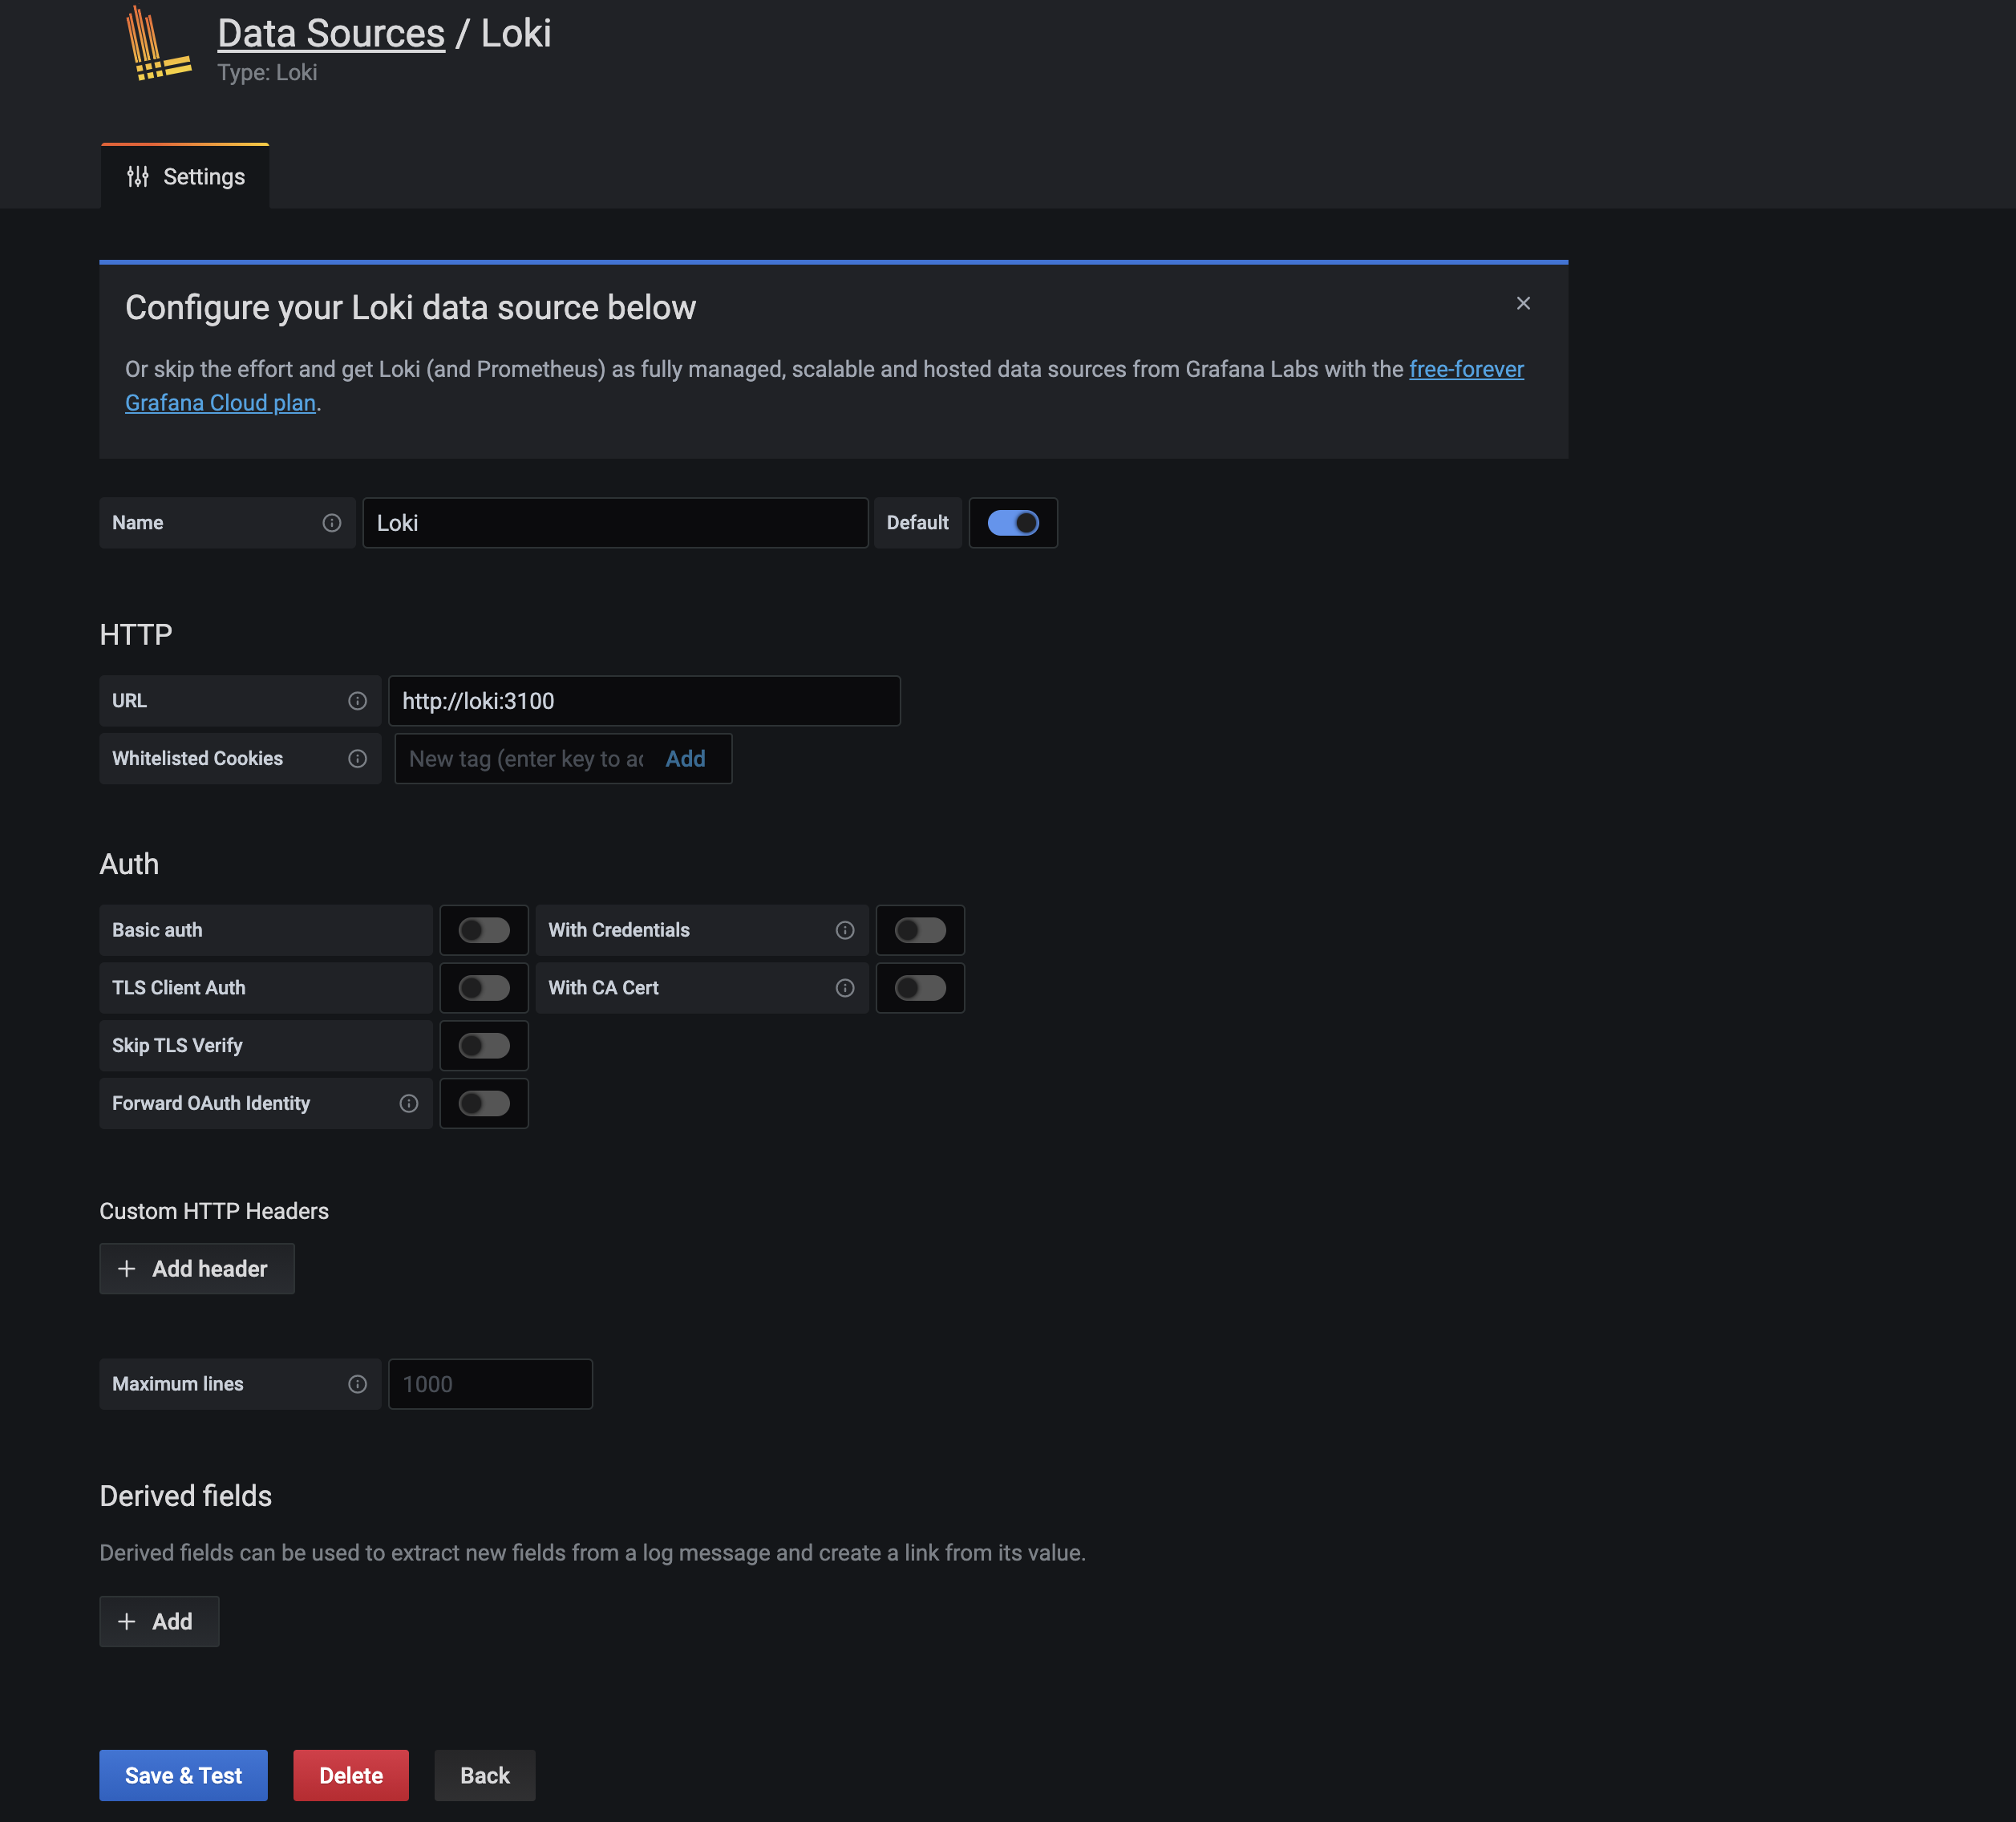 Data Sources / Loki
Type: Loki
Settings
Configure your Loki data source below
Or skip the effort and get Loki (and Prometheus) as fully managed, scalable and hosted data sources from Grafana Labs with the free-forever
Grafana Cloud plan.
Name Loki Default
HTTP
URL http://loki:3100
Whitelisted Cookies New tag (enter key to ac Add
Auth
Basic auth With Credentials
TLS Client Auth With CA Cert
Skip TLS Verify
Forward OAuth Identity
Custom HTTP Headers
+ Add header
Maximum lines 1000
Derived fields
Derived fields can be used to extract new fields from a log message and create a link from its value.
+ Add
Save & Test Delete Back